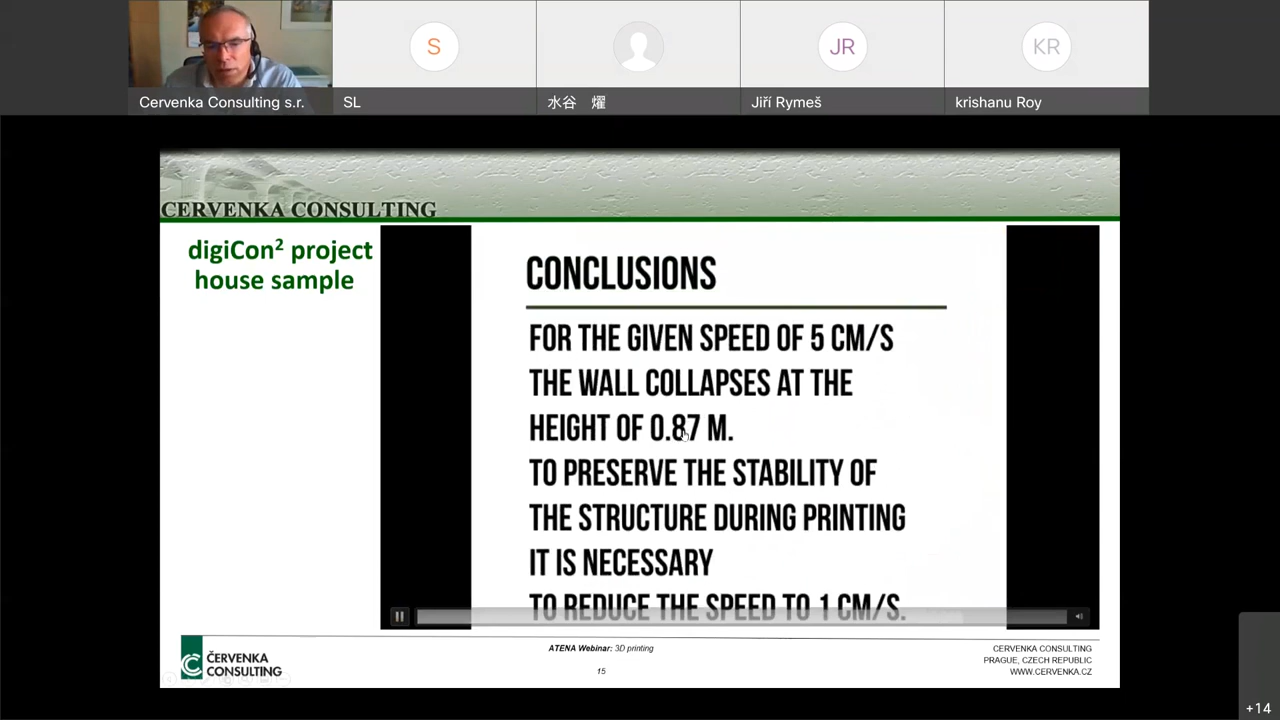 S
JR
KR
Cervenka Consulting s.r.
SL
水谷　燿
Jiří Rymeš
krishanu Roy
CERVENKA CONSULTING
digiCon² project
house sample
CONCLUSIONS
FOR THE GIVEN SPEED OF 5 CM/S
THE WALL COLLAPSES AT THE
HEIGHT OF 0.87 M.
TO PRESERVE THE STABILITY OF
THE STRUCTURE DURING PRINTING
IT IS NECESSARY
TO REDUCE THE SPEED TO 1 CM/S.
ČERVENKA
CONSULTING
ATENA Webinar: 3D printing
15
CERVENKA CONSULTING
PRAGUE, CZECH REPUBLIC
WWW.CERVENKA.CZ
+14